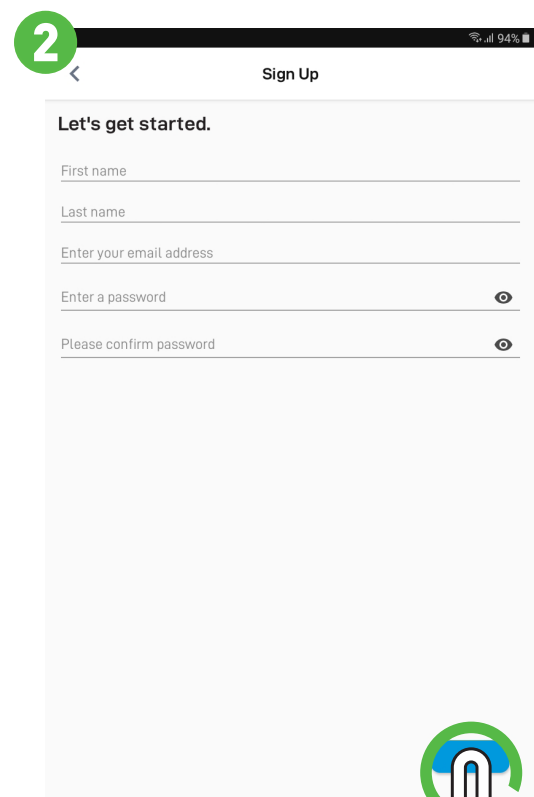 2
94%
Sign Up
Let's get started.
First name
Last name
Enter your email address
Enter a password
Please confirm password